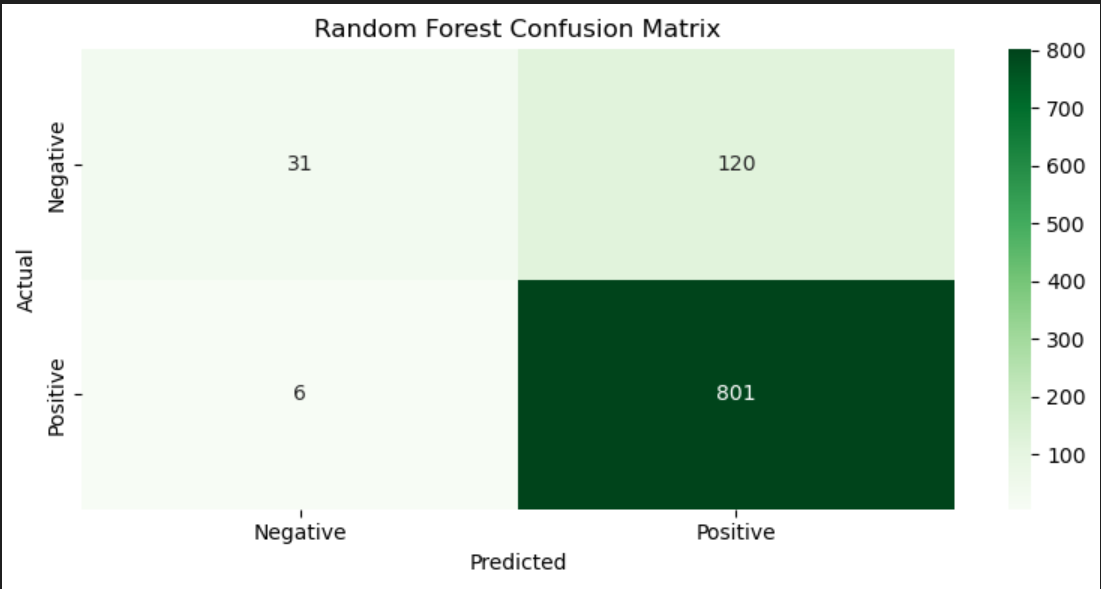 Random Forest Confusion Matrix
Actual
Negative
31
120
Positive
6
801
Negative
Positive
Predicted
800
700
600
500
400
300
200
100